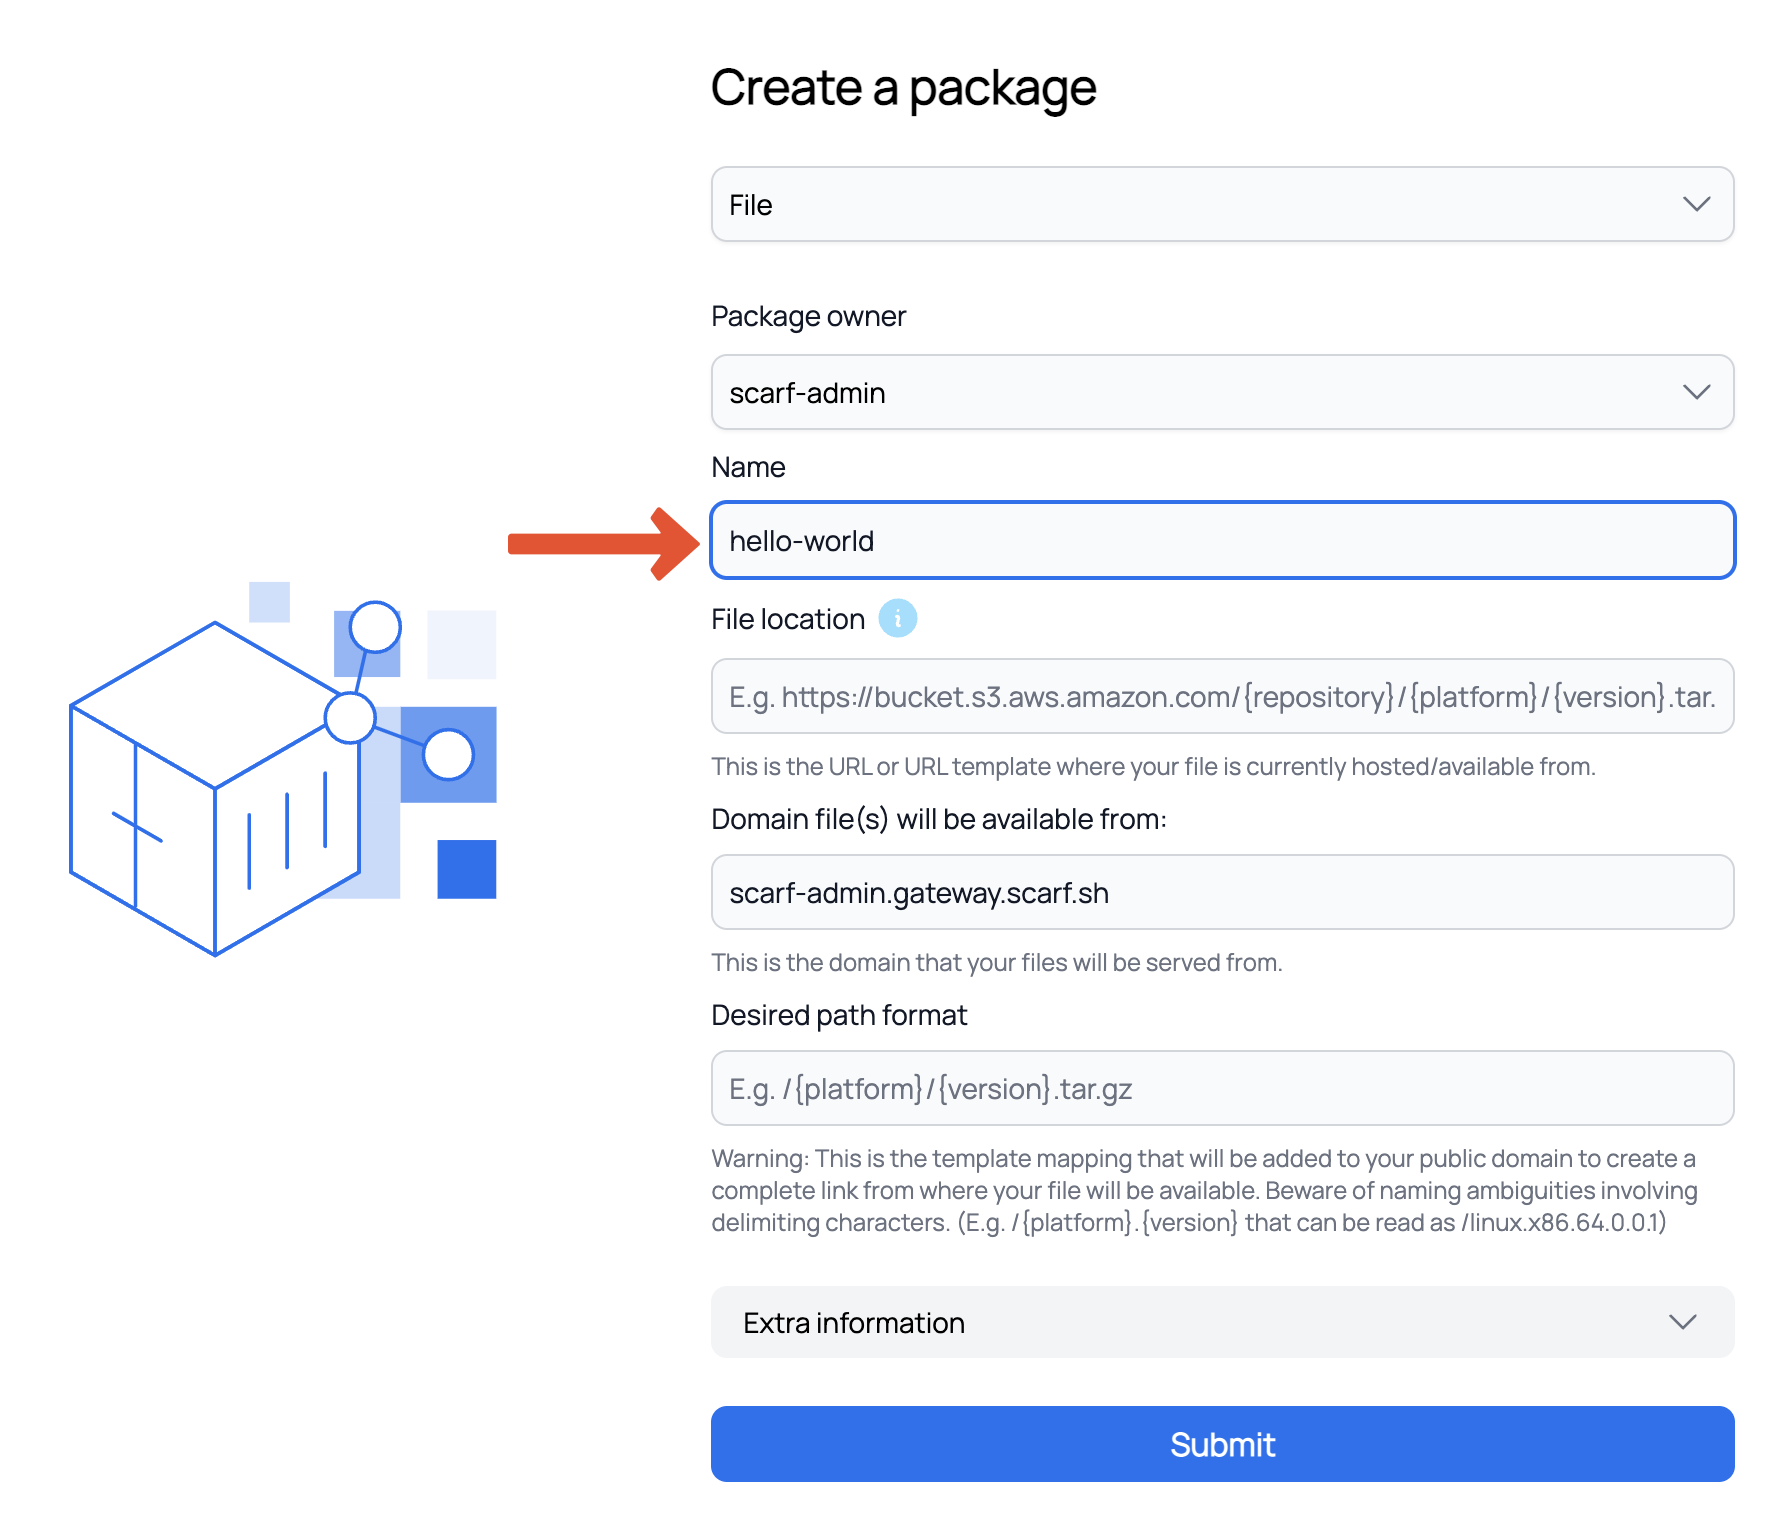 Create a package
File
Package owner
scarf-admin
Name
hello-world
File location
E.g. https://bucket.s3.aws.amazon.com/{repository}/{platform}/{version}.tar.
This is the URL or URL template where your file is currently hosted/available from.
Domain file(s) will be available from:
scarf-admin.gateway.scarf.sh
This is the domain that your files will be served from.
Desired path format
E.g. /{platform}/{version}.tar.gz
Warning: This is the template mapping that will be added to your public domain to create a
complete link from where your file will be available. Beware of naming ambiguities involving
delimiting characters. (E.g. /{platform}.{version} that can be read as /linux.x86.64.0.0.1)
Extra information
Submit